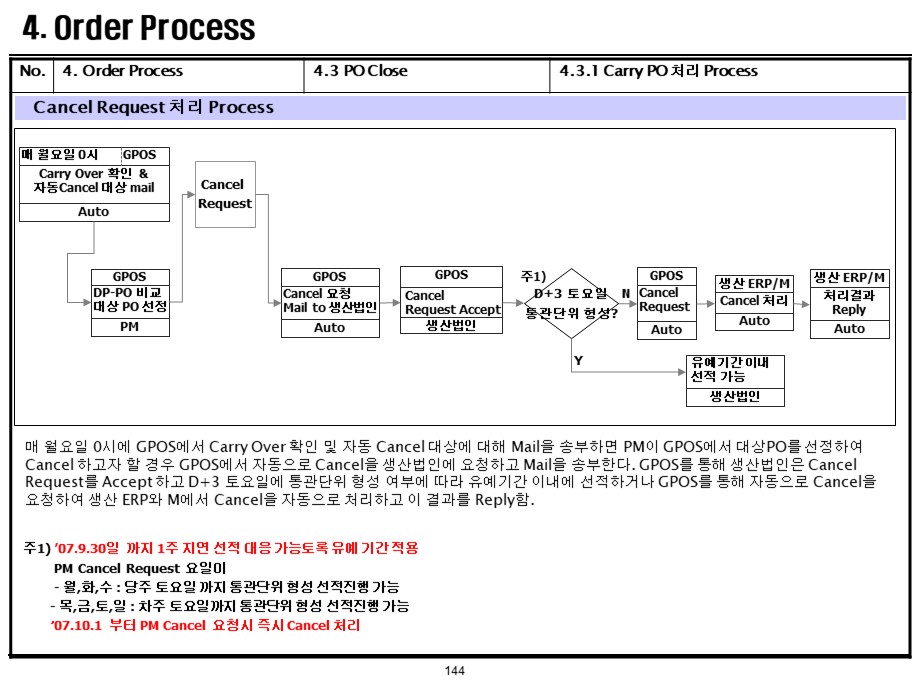 4. Order Process
No. 4. Order Process 4.3 PO Close 4.3.1 Carry PO 처리 Process
Cancel Request 처리 Process
매 월요일 0시 GPOS
Carry Over 확인 &
자동Cancel 대상 mail
Auto
Cancel
Request
GPOS
DP-PO 비교
대상 PO 선정
PM
GPOS
Cancel 요청
Mail to 생산법인
Auto
GPOS
Cancel
Request Accept
생산법인
주1)
D+3 토요일
통관단위 형성?
N
Y
GPOS
Cancel
Request
Auto
생산 ERP/M
Cancel 처리
Auto
생산 ERP/M
처리결과
Reply
Auto
유예기간 이내
선적 가능
생산법인
매 월요일 0시에 GPOS에서 Carry Over 확인 및 자동 Cancel 대상에 대해 Mail을 송부하면 PM이 GPOS에서 대상PO를 선정하여
Cancel 하고자 할 경우 GPOS에서 자동으로 Cancel을 생산법인에 요청하고 Mail을 송부한다. GPOS를 통해 생산법인은 Cancel
Request를 Accept 하고 D+3 토요일에 통관단위 형성 여부에 따라 유예기간 이내에 선적하거나 GPOS를 통해 자동으로 Cancel을
요청하여 생산 ERP와 M에서 Cancel을 자동으로 처리하고 이 결과를 Reply함.
주1) '07.9.30일 까지 1주 지연 선적 대응 가능토록 유예 기간 적용
PM Cancel Request 요일이
- 월,화,수 : 당주 토요일 까지 통관단위 형성 선적진행 가능
- 목,금,토,일 : 차주 토요일까지 통관단위 형성 선적진행 가능
'07.10.1 부터 PM Cancel 요청시 즉시 Cancel 처리
144